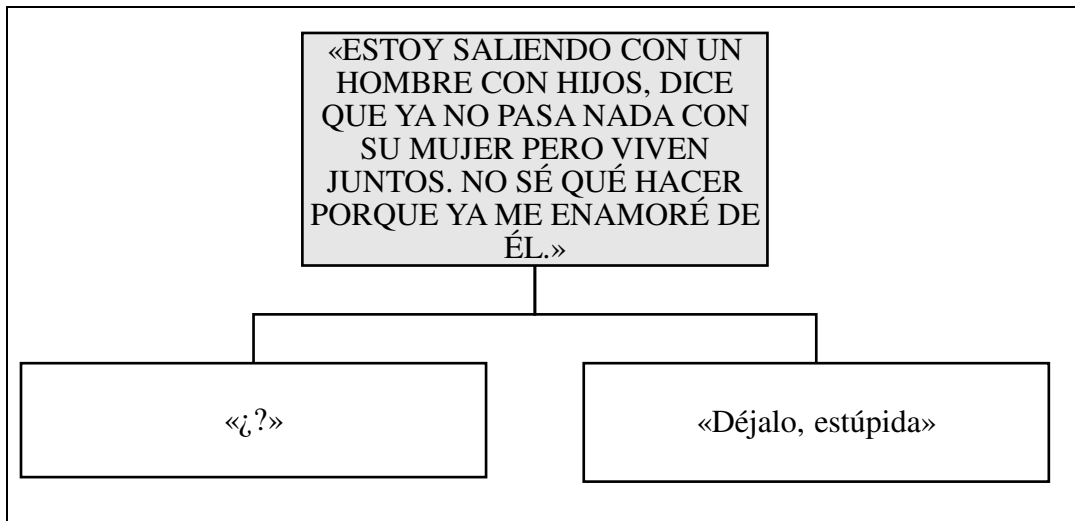 «ESTOY SALIENDO CON UN
HOMBRE CON HIJOS, DICE
QUE YA NO PASA NADA CON
SU MUJER PERO VIVEN
JUNTOS. NO SÉ QUÉ HACER
PORQUE YA ME ENAMORÉ DE
ÉL.»
«¿?»
«Déjalo, estúpida»